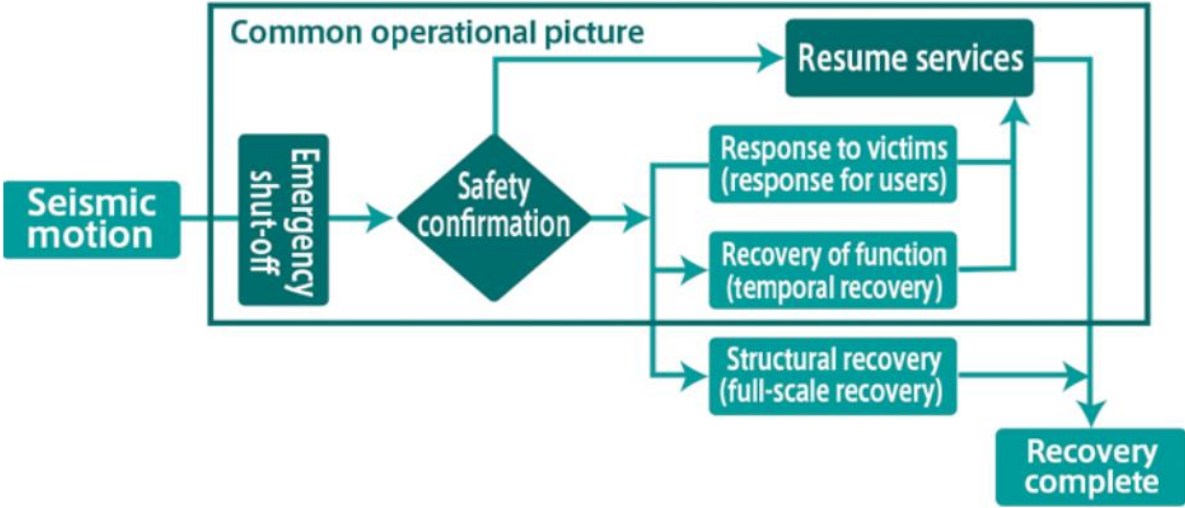 Common operational picture
Resume services
Seismic
motion
Emergency
shut-off
Safety
confirmation
Response to victims
(response for users)
Recovery of function
(temporal recovery)
Structural recovery
(full-scale recovery)
Recovery
complete